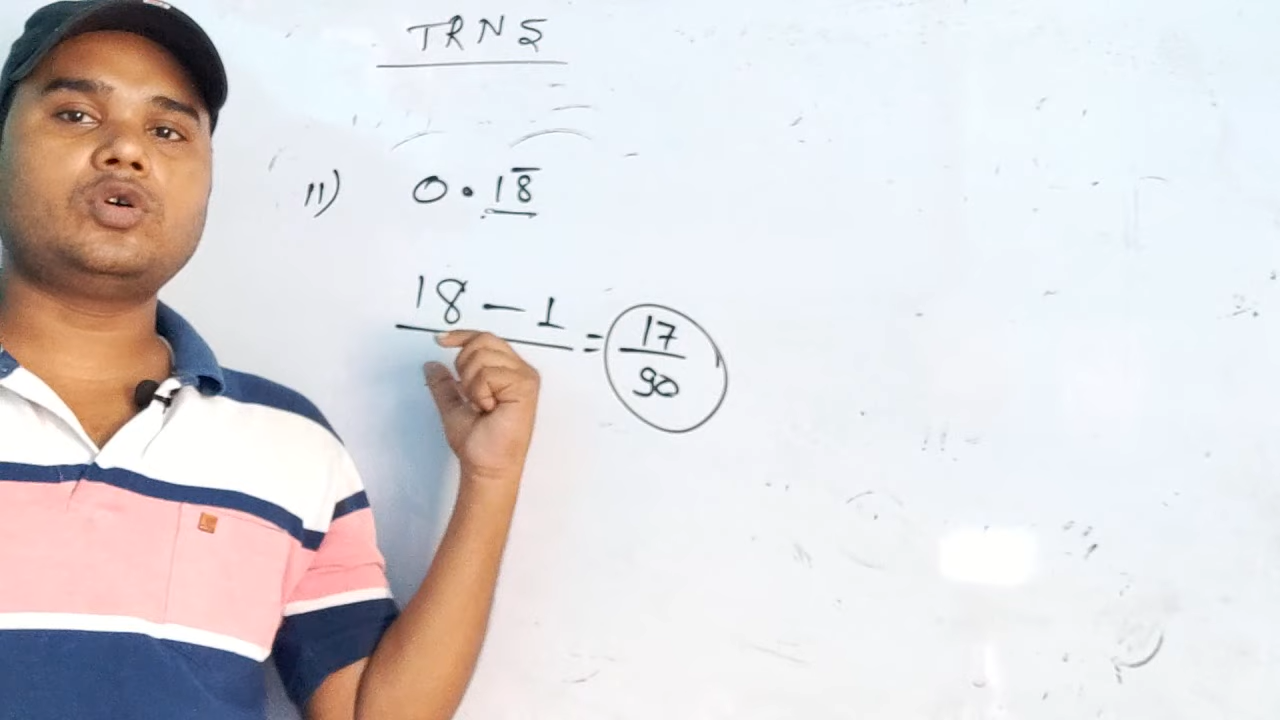 TRNS
11) 0.18̅
18 - 1 = 17
90